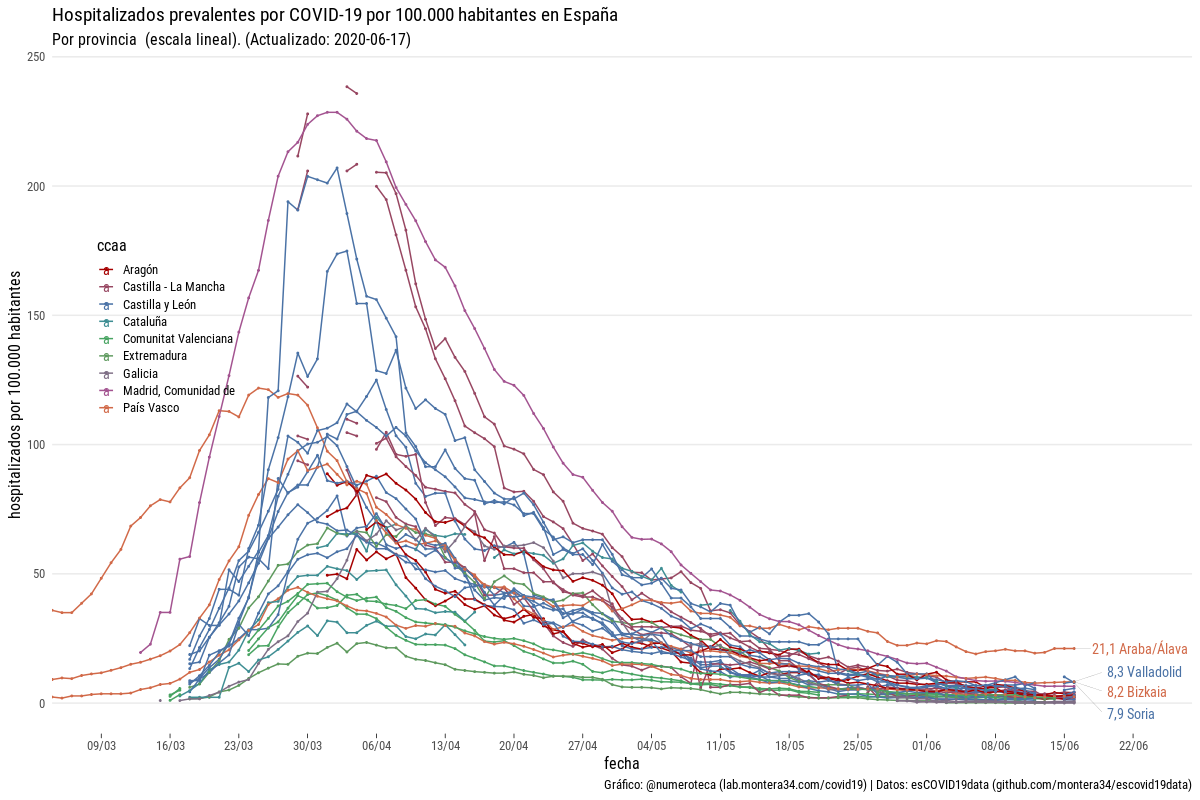 Hospitalizados prevalentes por COVID-19 por 100.000 habitantes en España
Por provincia  (escala lineal). (Actualizado: 2020-06-17)
250
200
150
100
50
0
hospitalizados por 100.000 habitantes
ccaa
Aragón
Castilla - La Mancha
Castilla y León
Cataluña
Comunitat Valenciana
Extremadura
Galicia
Madrid, Comunidad de
País Vasco
21,1 Araba/Álava
8,3 Valladolid
8,2 Bizkaia
7,9 Soria
09/03 16/03 23/03 30/03 06/04 13/04 20/04 27/04 04/05 11/05 18/05 25/05 01/06 08/06 15/06 22/06
fecha
Gráfico: @numeroteca (lab.montera34.com/covid19) | Datos: esCOVID19data (github.com/montera34/escovid19data)